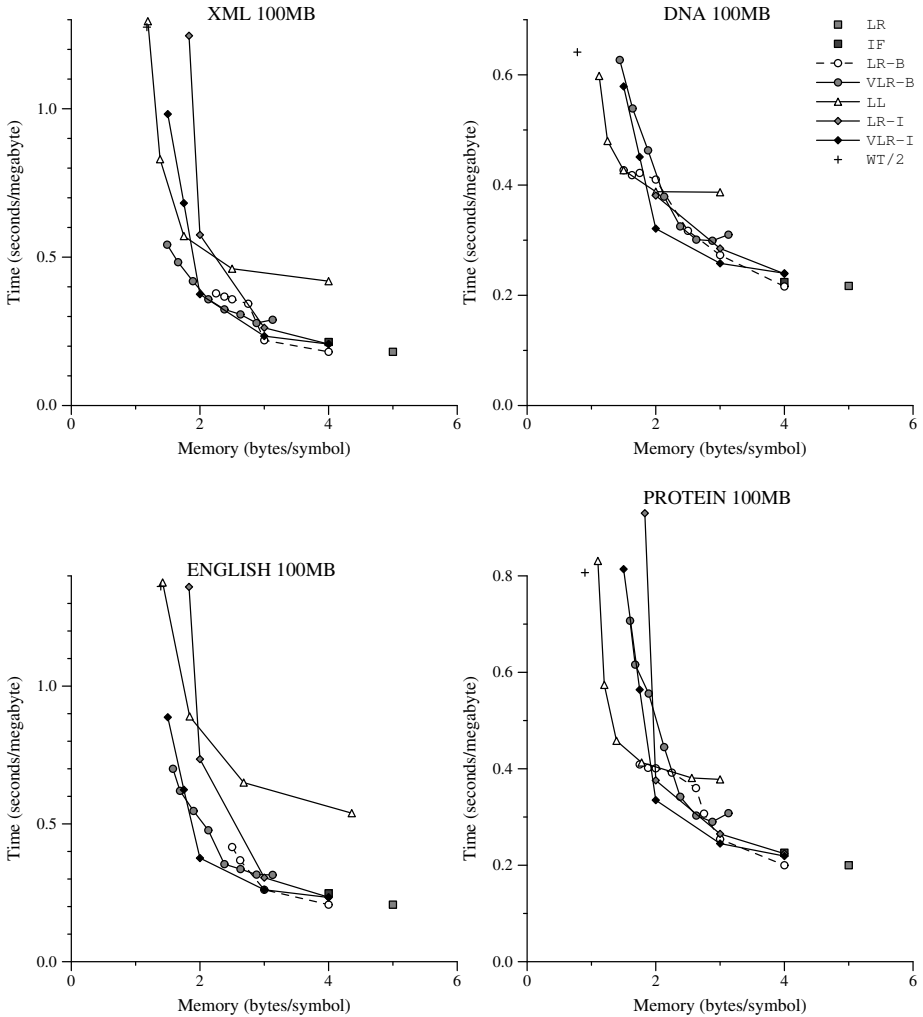 XML 100MB
1.0
0.5
0.0
0 2 4 6
Time (seconds/megabyte)
Memory (bytes/symbol)
DNA 100MB
0.6
0.4
0.2
0.0
0 2 4 6
Time (seconds/megabyte)
Memory (bytes/symbol)
LR
IF
LR-B
VLR-B
LL
LR-I
VLR-I
WT/2
ENGLISH 100MB
1.0
0.5
0.0
0 2 4 6
Time (seconds/megabyte)
Memory (bytes/symbol)
PROTEIN 100MB
0.8
0.6
0.4
0.2
0.0
0 2 4 6
Time (seconds/megabyte)
Memory (bytes/symbol)